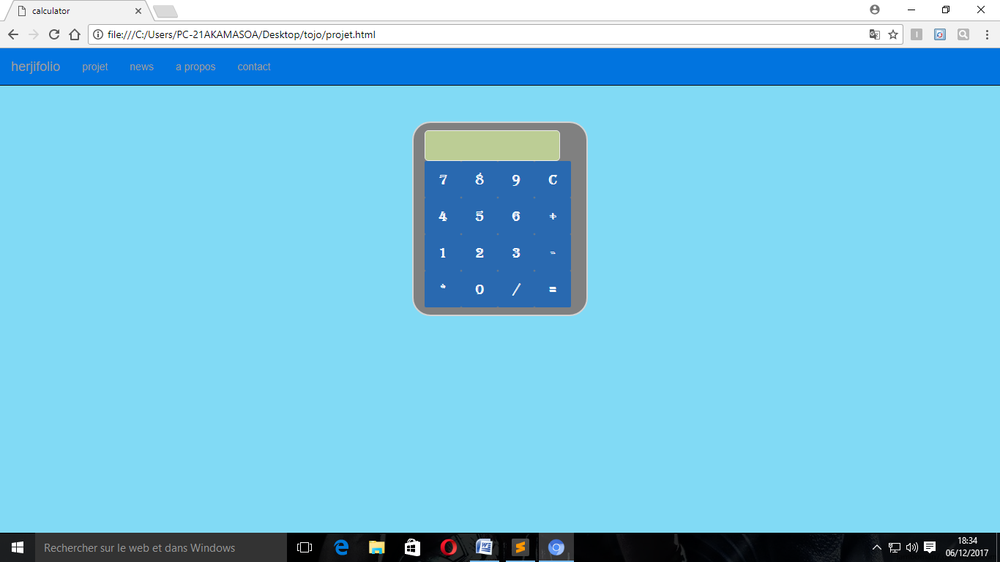 calculator
file:///C:/Users/PC-21AKAMASOA/Desktop/tojo/projet.html
herjifolio projet news a propos contact
7 8 9 C
4 5 6 +
1 2 3 -
* 0 / =
Rechercher sur le web et dans Windows
18:34
06/12/2017